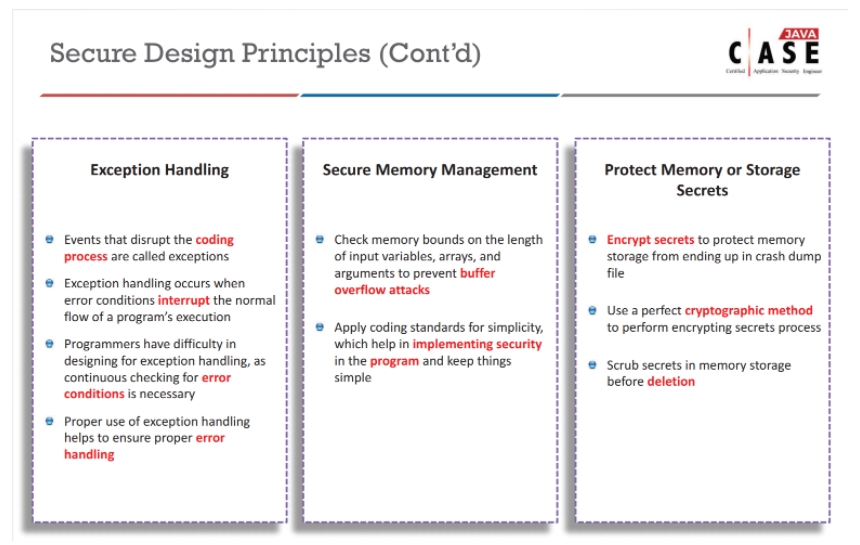 Secure Design Principles (Cont'd)
JAVA
CASE
Certified Application Security Engineer
Exception Handling
Events that disrupt the coding
process are called exceptions
Exception handling occurs when
error conditions interrupt the normal
flow of a program's execution
Programmers have difficulty in
designing for exception handling, as
continuous checking for error
conditions is necessary
Proper use of exception handling
helps to ensure proper error
handling
Secure Memory Management
Check memory bounds on the length
of input variables, arrays, and
arguments to prevent buffer
overflow attacks
Apply coding standards for simplicity,
which help in implementing security
in the program and keep things
simple
Protect Memory or Storage
Secrets
Encrypt secrets to protect memory
storage from ending up in crash dump
file
Use a perfect cryptographic method
to perform encrypting secrets process
Scrub secrets in memory storage
before deletion